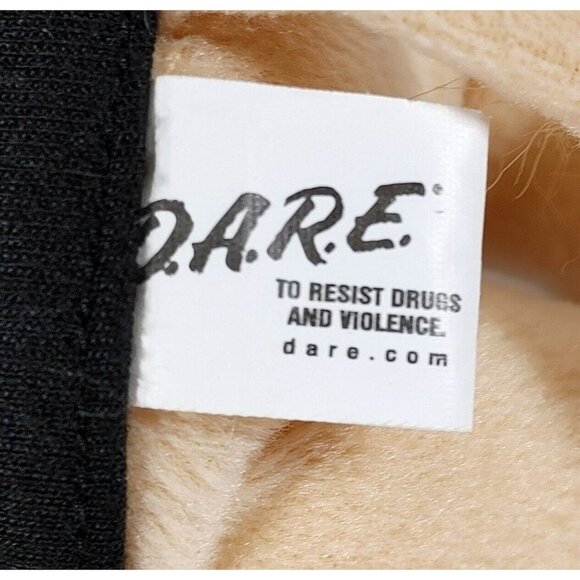 D.A.R.E.®
TO RESIST DRUGS
AND VIOLENCE.
dare.com